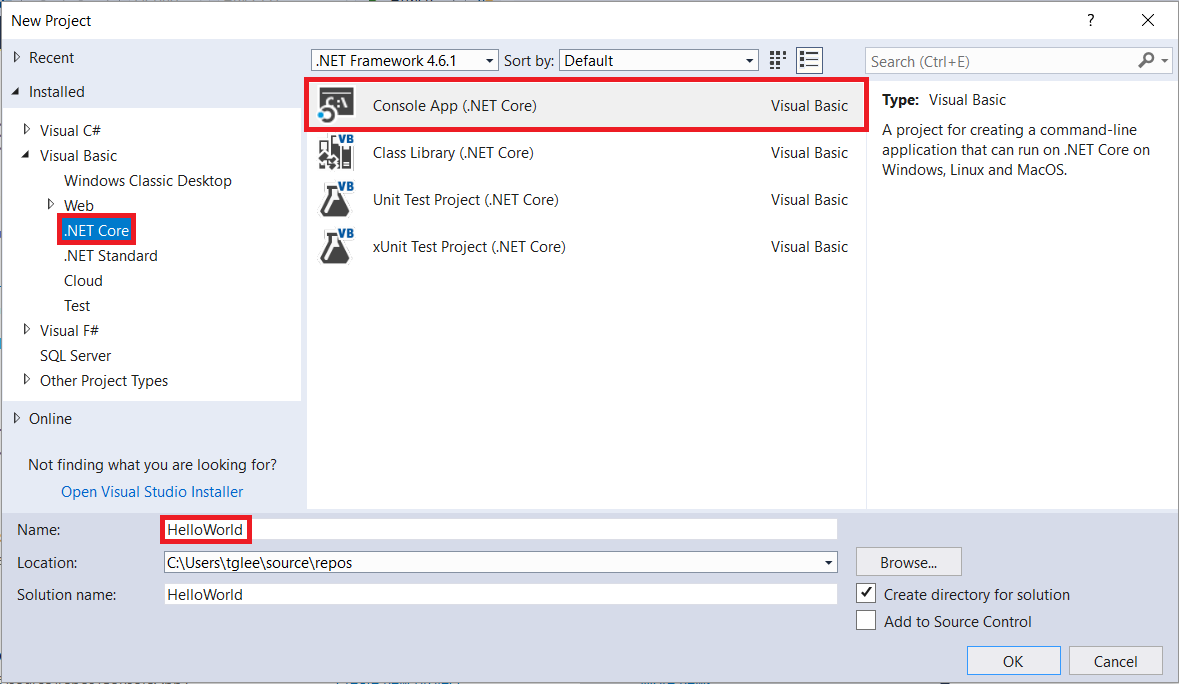 New Project
?
Recent
Installed
Visual C#
Visual Basic
Windows Classic Desktop
Web
.NET Core
.NET Standard
Cloud
Test
Visual F#
SQL Server
Other Project Types
Online
Not finding what you are looking for?
Open Visual Studio Installer
.NET Framework 4.6.1 Sort by: Default
Console App (.NET Core) Visual Basic
VB
Class Library (.NET Core) Visual Basic
VB
Unit Test Project (.NET Core) Visual Basic
VB
xUnit Test Project (.NET Core) Visual Basic
Search (Ctrl+E)
Type: Visual Basic
A project for creating a command-line
application that can run on .NET Core on
Windows, Linux and MacOS.
Name: HelloWorld
Location: C:\Users\tglee\source\repos Browse...
Solution name: HelloWorld
Create directory for solution
Add to Source Control
OK Cancel